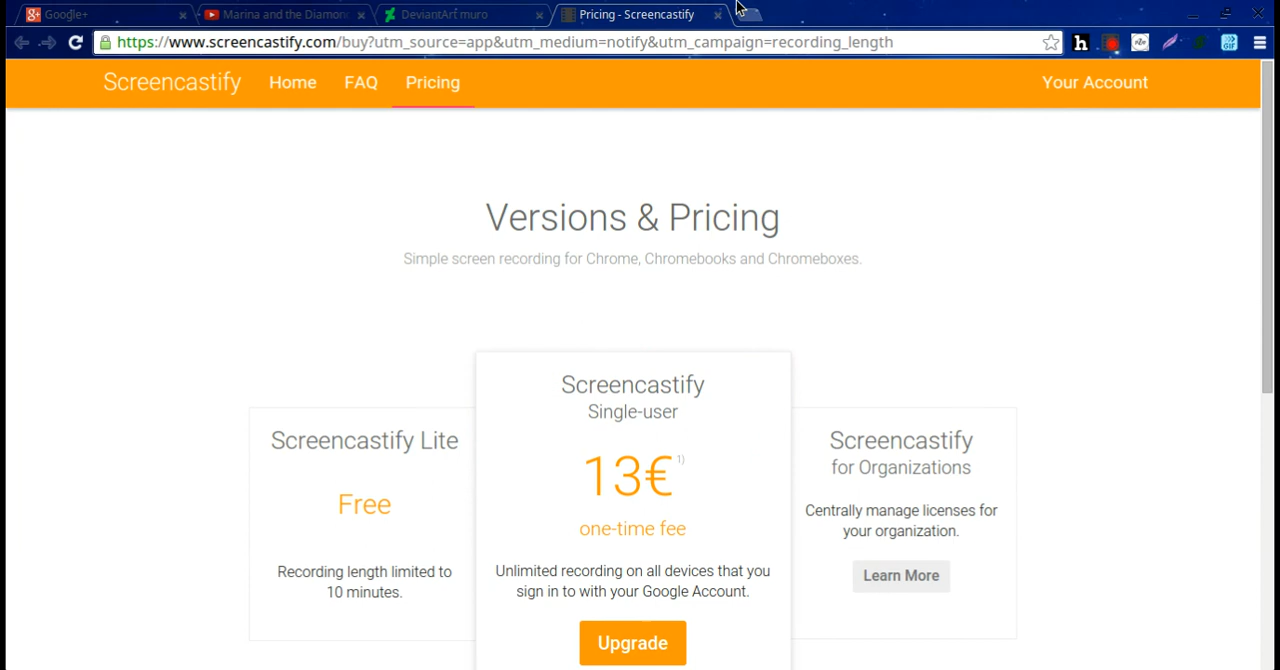 Google+
Marina and the Diamond
DeviantArt muro
Pricing - Screencastify
https://www.screencastify.com/buy?utm_source=app&utm_medium=notify&utm_campaign=recording_length
h
GIF
Screencastify
Home
FAQ
Pricing
Your Account
Versions & Pricing
Simple screen recording for Chrome, Chromebooks and Chromeboxes.
Screencastify Lite
Free
Recording length limited to
10 minutes.
Screencastify
Single-user
13€ 1)
one-time fee
Unlimited recording on all devices that you
sign in to with your Google Account.
Upgrade
Screencastify
for Organizations
Centrally manage licenses for
your organization.
Learn More